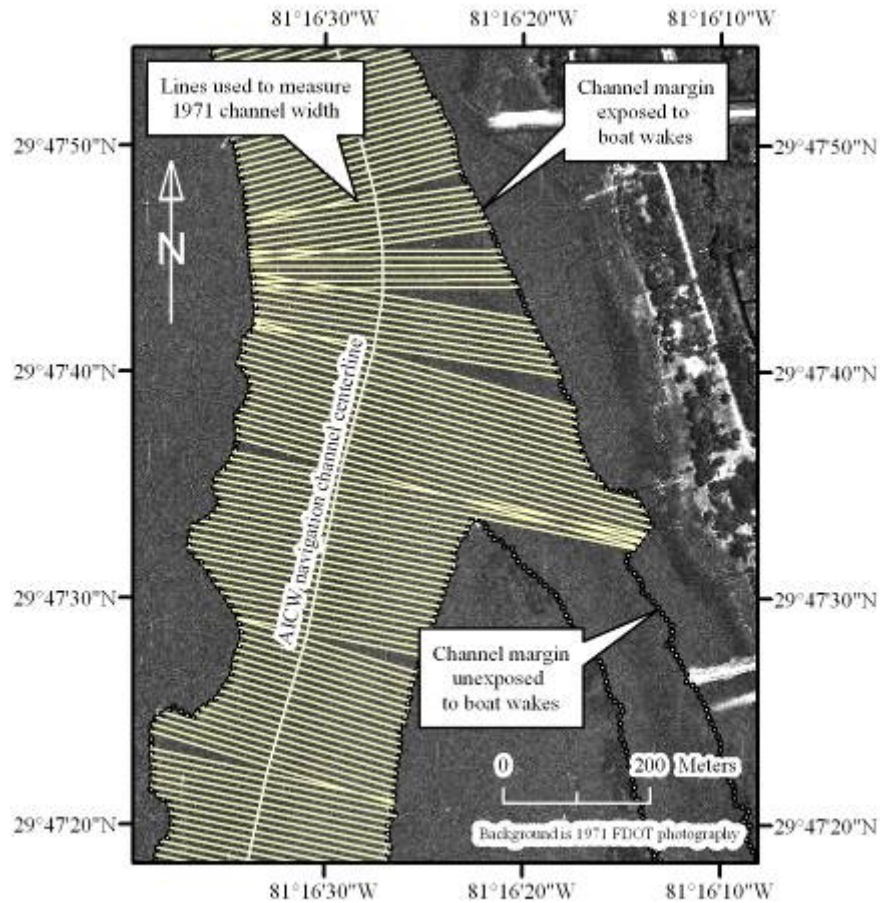 81°16'30"W 81°16'20"W 81°16'10"W
Lines used to measure
1971 channel width
Channel margin
exposed to
boat wakes
29°47'50"N 29°47'50"N
N
29°47'40"N 29°47'40"N
AICW navigation channel centerline
29°47'30"N 29°47'30"N
Channel margin
unexposed
to boat wakes
0 200 Meters
29°47'20"N 29°47'20"N
Background is 1971 FDOT photography
81°16'30"W 81°16'20"W 81°16'10"W